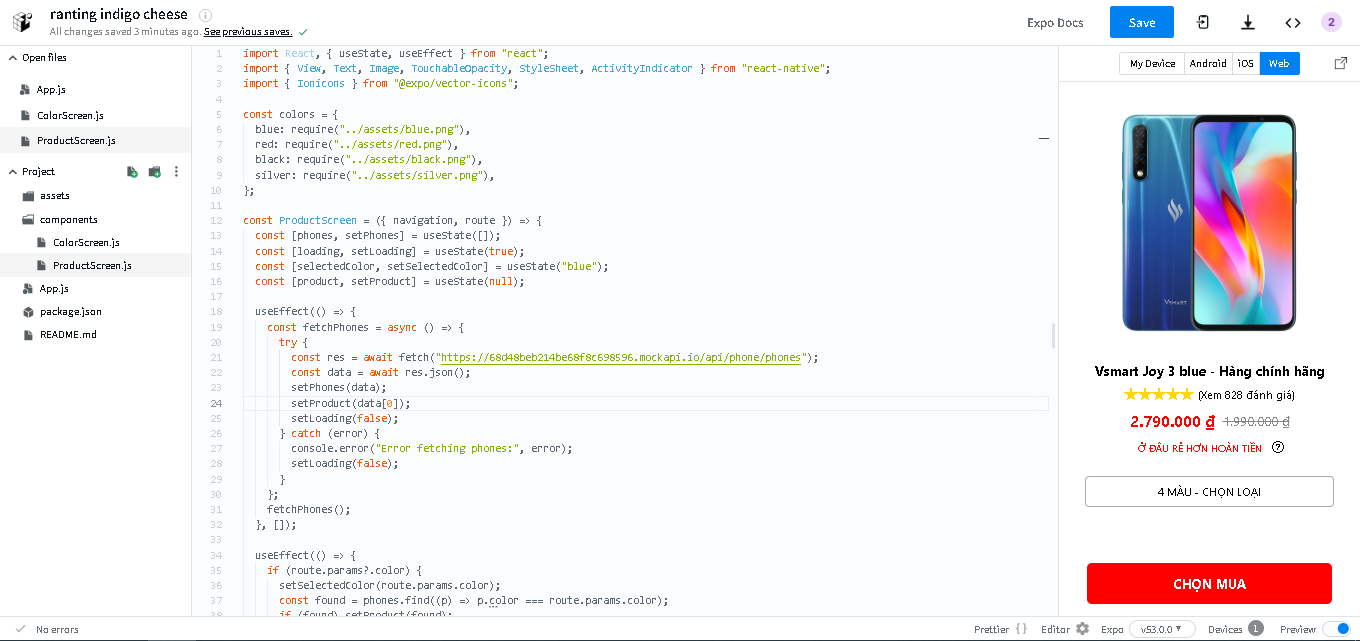 ranting indigo cheese
All changes saved 3 minutes ago. See previous saves.
Expo Docs
Save
2
Open files
App.js
ColorScreen.js
ProductScreen.js
Project
assets
components
ColorScreen.js
ProductScreen.js
App.js
package.json
README.md
1 import React, { useState, useEffect } from "react";
2 import { View, Text, Image, TouchableOpacity, StyleSheet, ActivityIndicator } from "react-native";
3 import { Ionicons } from "@expo/vector-icons";
4
5 const colors = {
6 blue: require("../assets/blue.png"),
7 red: require("../assets/red.png"),
8 black: require("../assets/black.png"),
9 silver: require("../assets/silver.png"),
10 };
11
12 const ProductScreen = ({ navigation, route }) => {
13 const [phones, setPhones] = useState([]);
14 const [loading, setLoading] = useState(true);
15 const [selectedColor, setSelectedColor] = useState("blue");
16 const [product, setProduct] = useState(null);
17
18 useEffect(() => {
19 const fetchPhones = async () => {
20 try {
21 const res = await fetch("https://68d48beb214be68f8c698596.mockapi.io/api/phone/phones");
22 const data = await res.json();
23 setPhones(data);
24 setProduct(data[0]);
25 setLoading(false);
26 } catch (error) {
27 console.error("Error fetching phones:", error);
28 setLoading(false);
29 }
30 };
31 fetchPhones();
32 }, []);
33
34 useEffect(() => {
35 if (route.params?.color) {
36 setSelectedColor(route.params.color);
37 const found = phones.find((p) => p.color === route.params.color);
38 if (found) setProduct(found);
My Device
Android
iOS
Web
VSMART
Vsmart Joy 3 blue - Hàng chính hãng
(Xem 828 đánh giá)
2.790.000 ₫ 1.990.000 ₫
Ở ĐÂU RẺ HƠN HOÀN TIỀN ?
4 MÀU - CHỌN LOẠI
CHỌN MUA
No errors
Prettier { }
Editor
Expo
v53.0.0
Devices 1
Preview